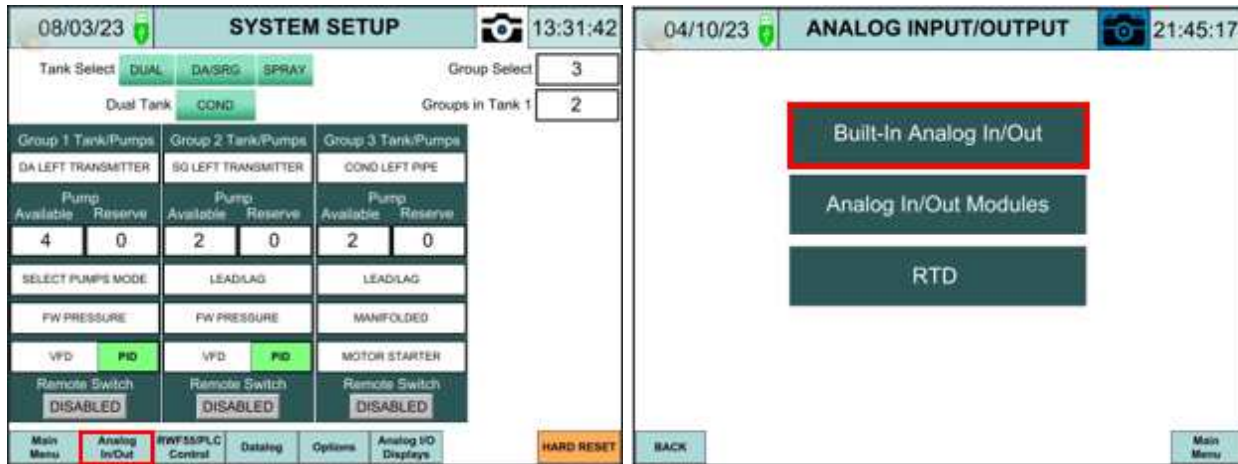 08/03/23 SYSTEM SETUP 13:31:42
Tank Select DUAL DA/SRG SPRAY Group Select 3
Dual Tank COND Groups in Tank 1 2
Group 1 Tank/Pumps Group 2 Tank/Pumps Group 3 Tank/Pumps
DA LEFT TRANSMITTER SG LEFT TRANSMITTER COND LEFT PIPE
Pump Pump Pump
Available Reserve Available Reserve Available Reserve
4 0 2 0 2 0
SELECT PUMPS MODE LEAD/LAG LEAD/LAG
FW PRESSURE FW PRESSURE MANIFOLDED
VFD PID VFD PID MOTOR STARTER
Remote Switch Remote Switch Remote Switch
DISABLED DISABLED DISABLED
Main Menu Analog In/Out RWF55/PLC Control Datalog Options Analog I/O Displays HARD RESET
04/10/23 ANALOG INPUT/OUTPUT 21:45:17
Built-In Analog In/Out
Analog In/Out Modules
RTD
BACK Main Menu